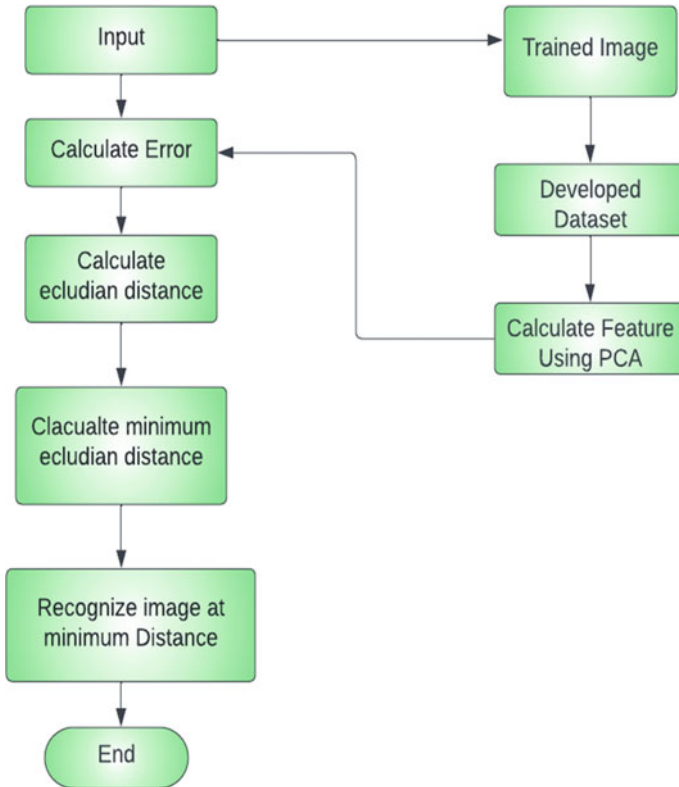 Input
Trained Image
Calculate Error
Developed
Dataset
Calculate
ecludian distance
Calculate Feature
Using PCA
Clacualte minimum
ecludian distance
Recognize image at
minimum Distance
End